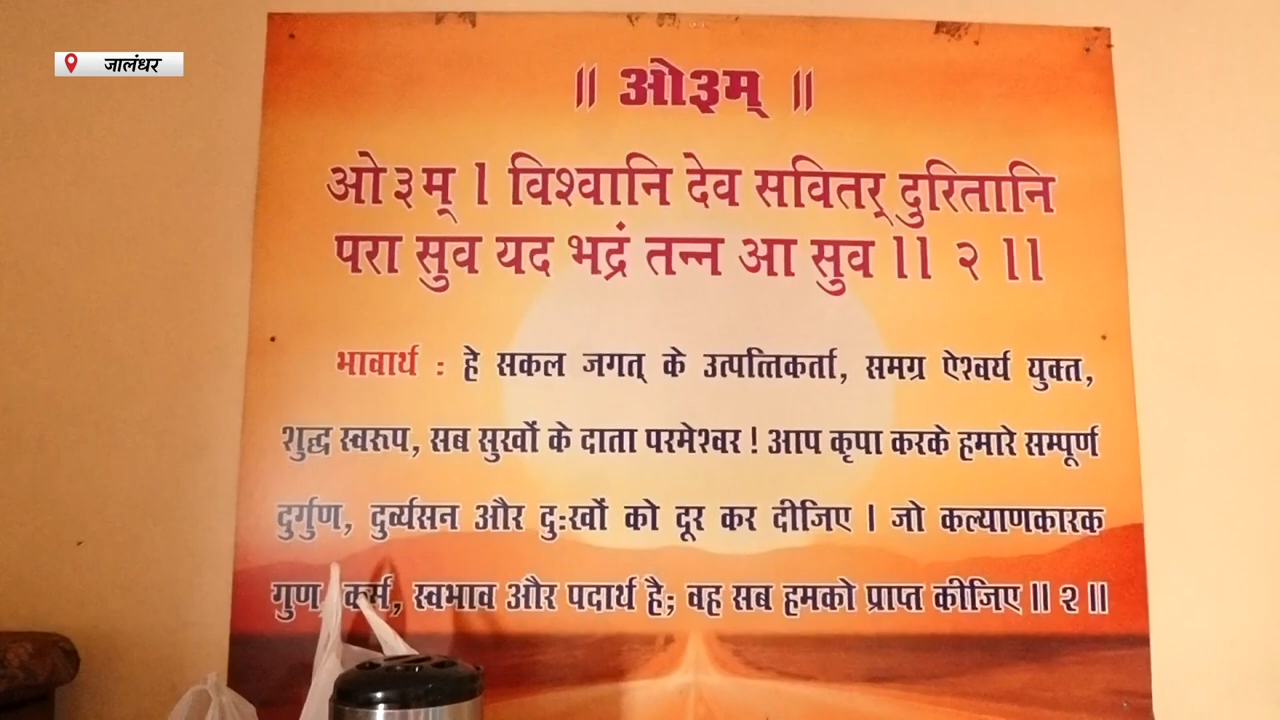 जालंधर
॥ ओ३म् ॥
ओ३म् । विश्वानि देव सवितर् दुरितानि
परा सुव यद भद्रं तन्न आ सुव ।। २ ।।
भावार्थ : हे सकल जगत् के उत्पत्तिकर्ता, समग्र ऐश्वर्य युक्त,
शुद्ध स्वरूप, सब सुखों के दाता परमेश्वर ! आप कृपा करके हमारे सम्पूर्ण
दुर्गुण, दुर्व्यसन और दुःखों को दूर कर दीजिए । जो कल्याणकारक
गुण, कर्म, स्वभाव और पदार्थ है; वह सब हमको प्राप्त कीजिए ॥ २ ॥